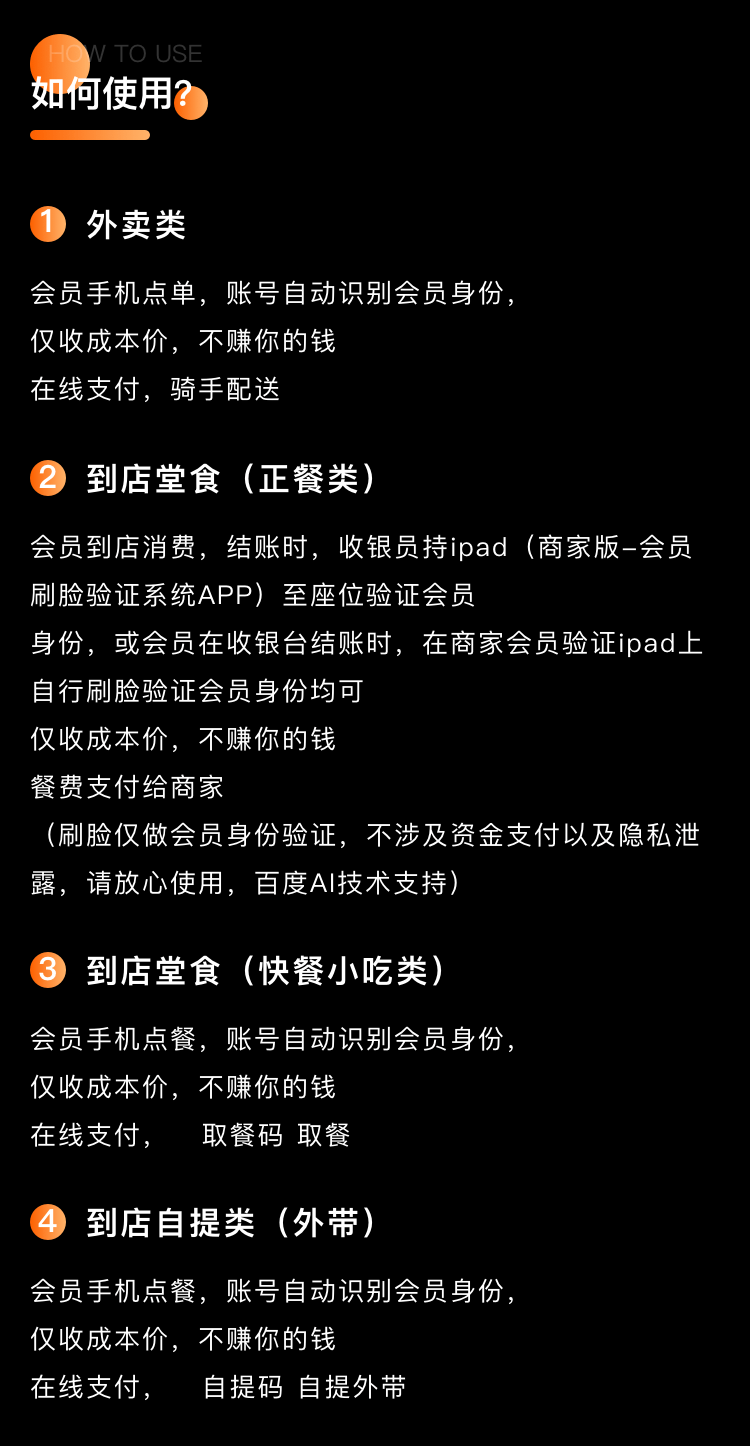 HOW TO USE
如何使用?
1 外卖类
会员手机点单，账号自动识别会员身份，
仅收成本价，不赚你的钱
在线支付，骑手配送
2 到店堂食（正餐类）
会员到店消费，结账时，收银员持ipad（商家版-会员
刷脸验证系统APP）至座位验证会员
身份，或会员在收银台结账时，在商家会员验证ipad上
自行刷脸验证会员身份均可
仅收成本价，不赚你的钱
餐费支付给商家
（刷脸仅做会员身份验证，不涉及资金支付以及隐私泄
露，请放心使用，百度AI技术支持）
3 到店堂食（快餐小吃类）
会员手机点餐，账号自动识别会员身份，
仅收成本价，不赚你的钱
在线支付， 取餐码 取餐
4 到店自提类（外带）
会员手机点餐，账号自动识别会员身份，
仅收成本价，不赚你的钱
在线支付， 自提码 自提外带